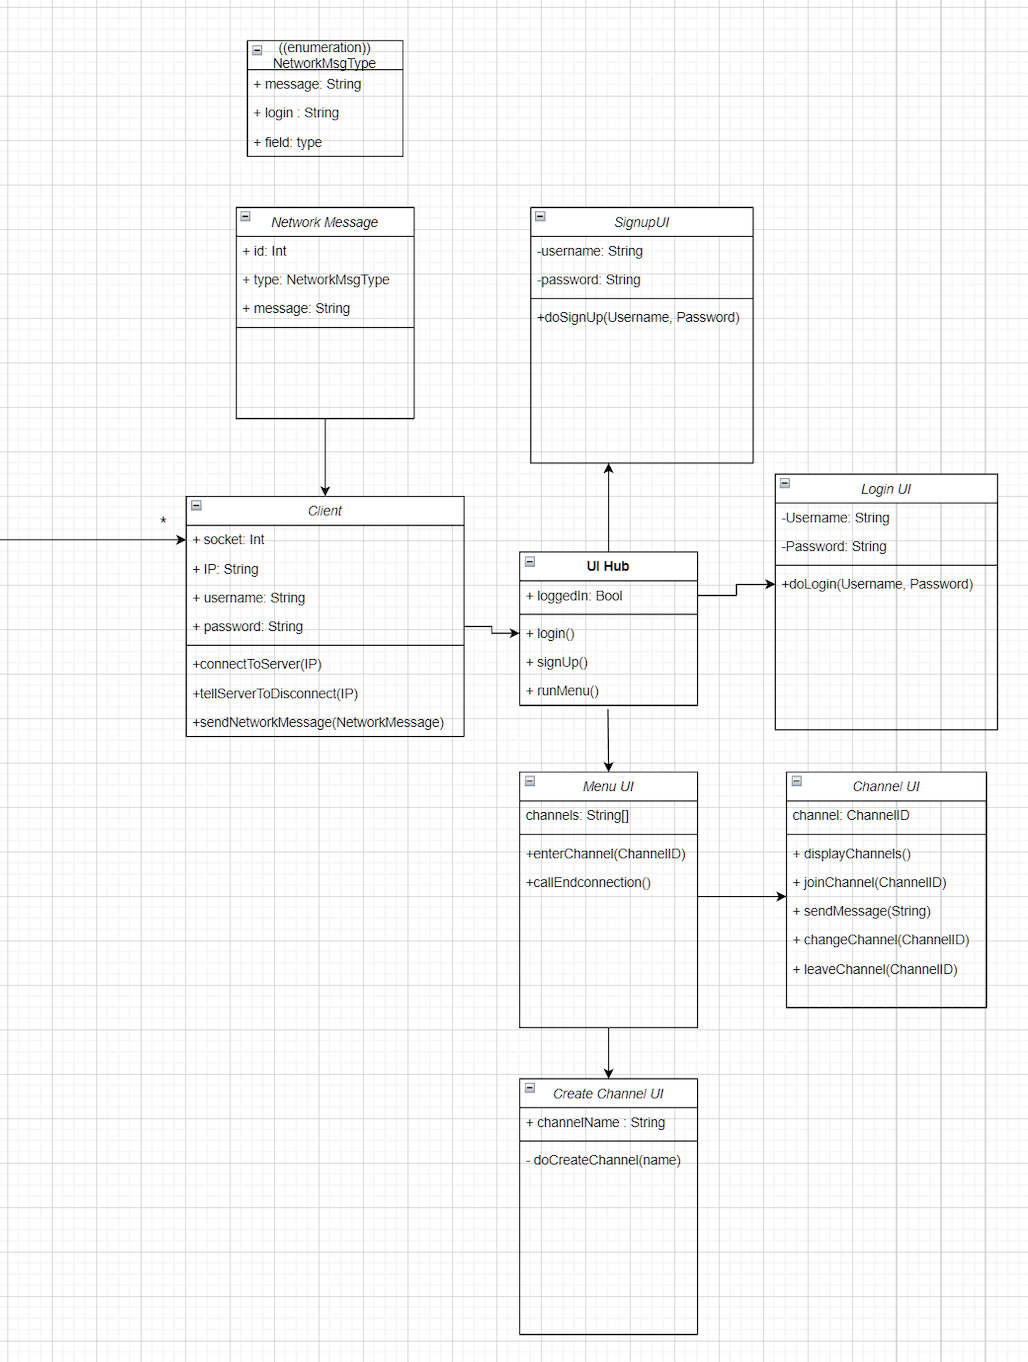 ((enumeration))
NetworkMsgType
+ message: String
+ login : String
+ field: type
Network Message
+ id: Int
+ type: NetworkMsgType
+ message: String
SignupUI
-username: String
-password: String
+doSignUp(Username, Password)
*
Client
+ socket: Int
+ IP: String
+ username: String
+ password: String
+connectToServer(IP)
+tellServerToDisconnect(IP)
+sendNetworkMessage(NetworkMessage)
UI Hub
+ loggedIn: Bool
+ login()
+ signUp()
+ runMenu()
Login UI
-Username: String
-Password: String
+doLogin(Username, Password)
Menu UI
channels: String[]
+enterChannel(ChannelID)
+callEndconnection()
Channel UI
channel: ChannelID
+ displayChannels()
+ joinChannel(ChannelID)
+ sendMessage(String)
+ changeChannel(ChannelID)
+ leaveChannel(ChannelID)
Create Channel UI
+ channelName : String
- doCreateChannel(name)